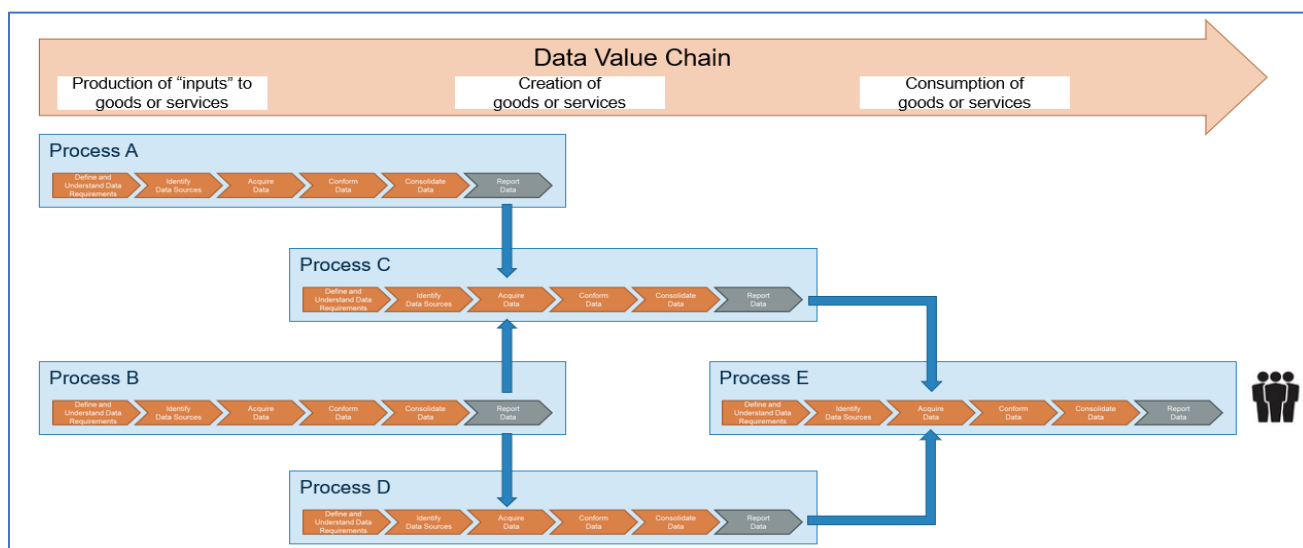 Data Value Chain
Production of “inputs” to
goods or services
Creation of
goods or services
Consumption of
goods or services
Process A
Define and
Understand Data
Requirements
Identify
Data Sources
Acquire
Data
Conform
Data
Consolidate
Data
Report
Data
Process C
Define and
Understand Data
Requirements
Identify
Data Sources
Acquire
Data
Conform
Data
Consolidate
Data
Report
Data
Process B
Define and
Understand Data
Requirements
Identify
Data Sources
Acquire
Data
Conform
Data
Consolidate
Data
Report
Data
Process E
Define and
Understand Data
Requirements
Identify
Data Sources
Acquire
Data
Conform
Data
Consolidate
Data
Report
Data
Process D
Define and
Understand Data
Requirements
Identify
Data Sources
Acquire
Data
Conform
Data
Consolidate
Data
Report
Data